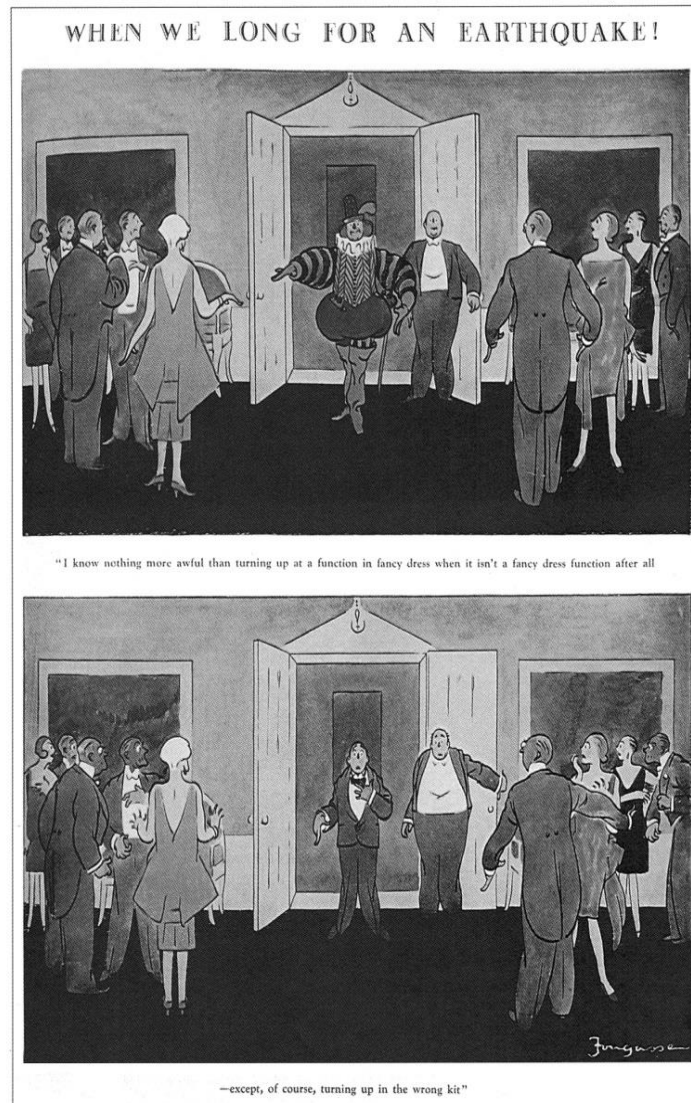 WHEN WE LONG FOR AN EARTHQUAKE!
"I know nothing more awful than turning up at a function in fancy dress when it isn't a fancy dress function after all
Fougasse
—except, of course, turning up in the wrong kit"